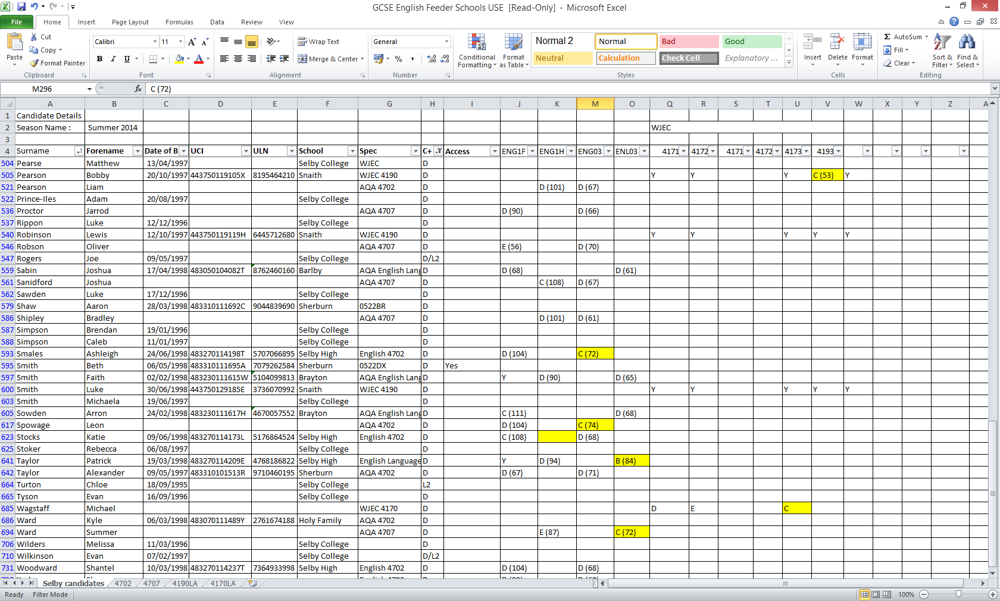 GCSE English Feeder Schools USE [Read-Only] - Microsoft Excel
File Home Insert Page Layout Formulas Data Review View
Paste Cut Copy Format Painter Clipboard
Calibri 11 B I U Font
Wrap Text Merge & Center Alignment
General % , Number
Conditional Formatting Format as Table
Normal 2 Normal Bad Good
Neutral Calculation Check Cell Explanatory ...
Styles
Insert Delete Format Cells
AutoSum Fill Clear Sort & Filter Find & Select Editing
M296 fx C (72)
A B C D E F G H I J K M O Q R S T U V W X Y Z A
1 Candidate Details
2 Season Name : Summer 2014 WJEC
3
4 Surname Forename Date of B UCI ULN School Spec C+ Access ENG1F ENG1H ENG03 ENL03 4171 4172 4171 4172 4173 4193
504 Pearse Matthew 13/04/1997 Selby College WJEC D
505 Pearson Bobby 20/10/1997 443750119105X 8195464210 Snaith WJEC 4190 D Y Y Y C (53) Y
521 Pearson Liam AQA 4702 D D (101) D (67)
522 Prince-Iles Adam 20/08/1997 Selby College D
536 Proctor Jarrod AQA 4707 D D (90) D (66)
537 Rippon Luke 12/12/1996 Selby College D
540 Robinson Lewis 12/10/1997 443750119119H 6445712680 Snaith WJEC 4190 D Y Y Y Y Y
546 Robson Oliver AQA 4707 D E (56) D (70)
547 Rogers Joe 09/05/1997 Selby College D/L2
559 Sabin Joshua 17/04/1998 483050104082T 8762460160 Barlby AQA English Lang D D (68) D (61)
561 Sanidford Joshua AQA 4707 D C (108) D (67)
562 Sawden Luke 17/12/1996 Selby College D
579 Shaw Aaron 28/03/1998 483310111692C 9044839690 Sherburn 0522BR D
586 Shipley Bradley AQA 4707 D D (101) D (61)
587 Simpson Brendan 19/01/1996 Selby College D
588 Simpson Caleb 11/01/1997 Selby College D
593 Smales Ashleigh 24/06/1998 483270114198T 5707066895 Selby High English 4702 D D (104) C (72)
595 Smith Beth 06/05/1998 483310111695A 7079262584 Sherburn 0522DX D Yes
597 Smith Faith 02/02/1998 483230111615W 5104099813 Brayton AQA English Lang D Y D (90) D (65)
600 Smith Luke 30/06/1998 443750129185E 3736070992 Snaith WJEC 4190 D Y Y Y Y Y
603 Smith Michaela 19/06/1997 Selby College D
605 Sowden Arron 24/02/1998 483230111617H 4670057552 Brayton AQA English Lang D C (111) D (68)
617 Spowage Leon AQA 4702 D D (104) C (74)
623 Stocks Katie 09/06/1998 483270114173L 5176864524 Selby High English 4702 D C (108) D (68)
625 Stoker Rebecca 06/08/1997 Selby College D
641 Taylor Patrick 19/03/1998 483270114209E 4768186822 Selby High English Language D Y D (94) B (84)
642 Taylor Alexander 09/05/1997 483310101513R 9710460195 Sherburn AQA 4702 D D (67) D (71)
664 Turton Chloe 18/09/1995 Selby College L2
665 Tyson Evan 16/09/1996 Selby College D
685 Wagstaff Michael WJEC 4170 D D E C
686 Ward Kyle 06/03/1998 483070111489Y 2761674188 Holy Family AQA 4702 D
694 Ward Summer AQA 4707 D E (87) C (72)
706 Wilders Melissa 11/03/1996 Selby College D
710 Wilkinson Evan 07/02/1997 Selby College D/L2
731 Woodward Shantel 10/03/1998 483270114237T 7364933998 Selby High English 4702 D D (104) D (68)
Selby candidates 4702 4707 4190LA 4170LA
Ready Filter Mode 100%